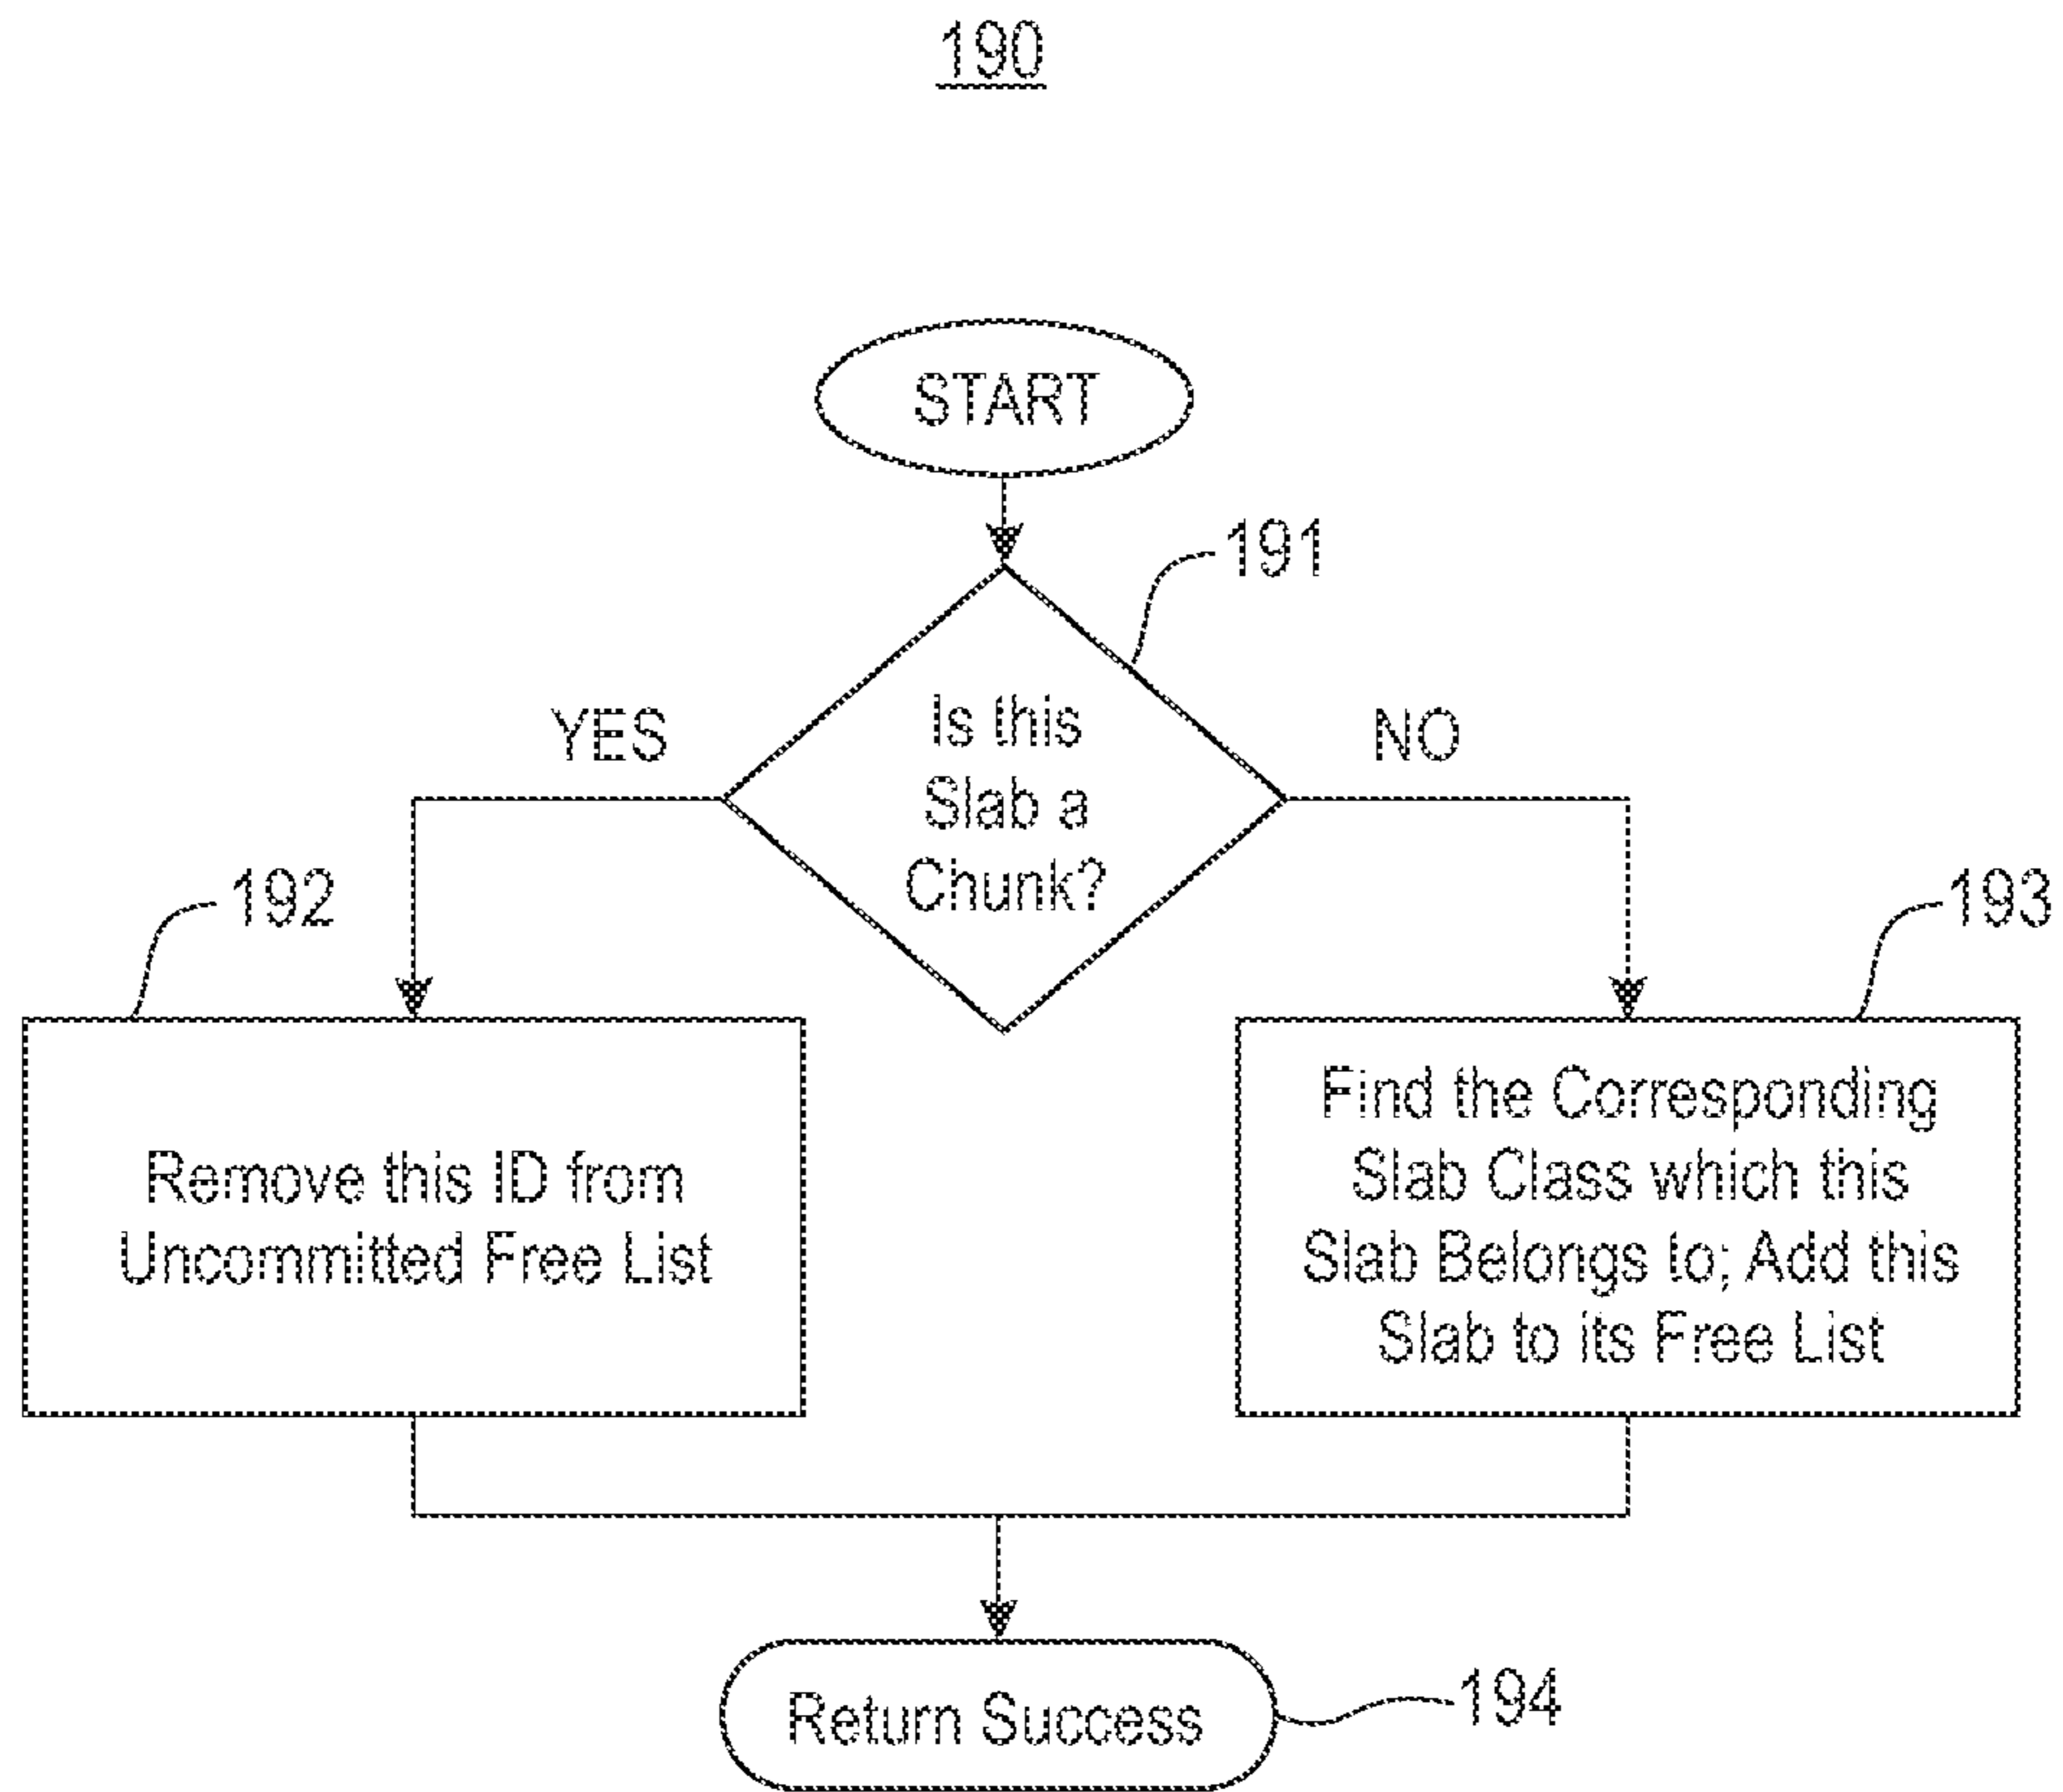 190
START
191
Is this
Slab a
Chunk?
YES
NO
192
193
Remove this ID from
Uncommitted Free List
Find the Corresponding
Slab Class which this
Slab Belongs to; Add this
Slab to its Free List
Return Success
194